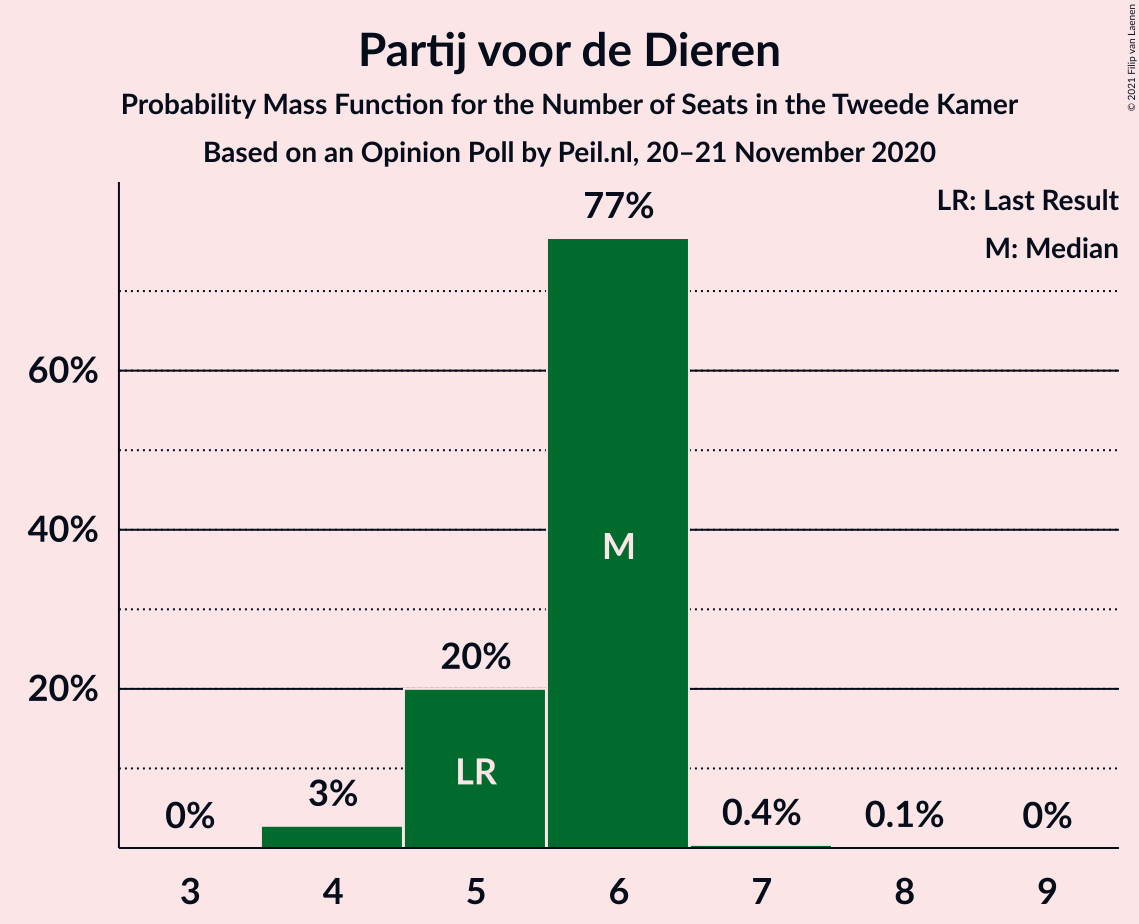 Partij voor de Dieren
Probability Mass Function for the Number of Seats in the Tweede Kamer
Based on an Opinion Poll by Peil.nl, 20–21 November 2020
© 2021 Filip van Laenen
LR: Last Result
M: Median
77%
60%
40%
M
20%
20%
LR
0%
3%
0.4%
0.1%
0%
3
4
5
6
7
8
9